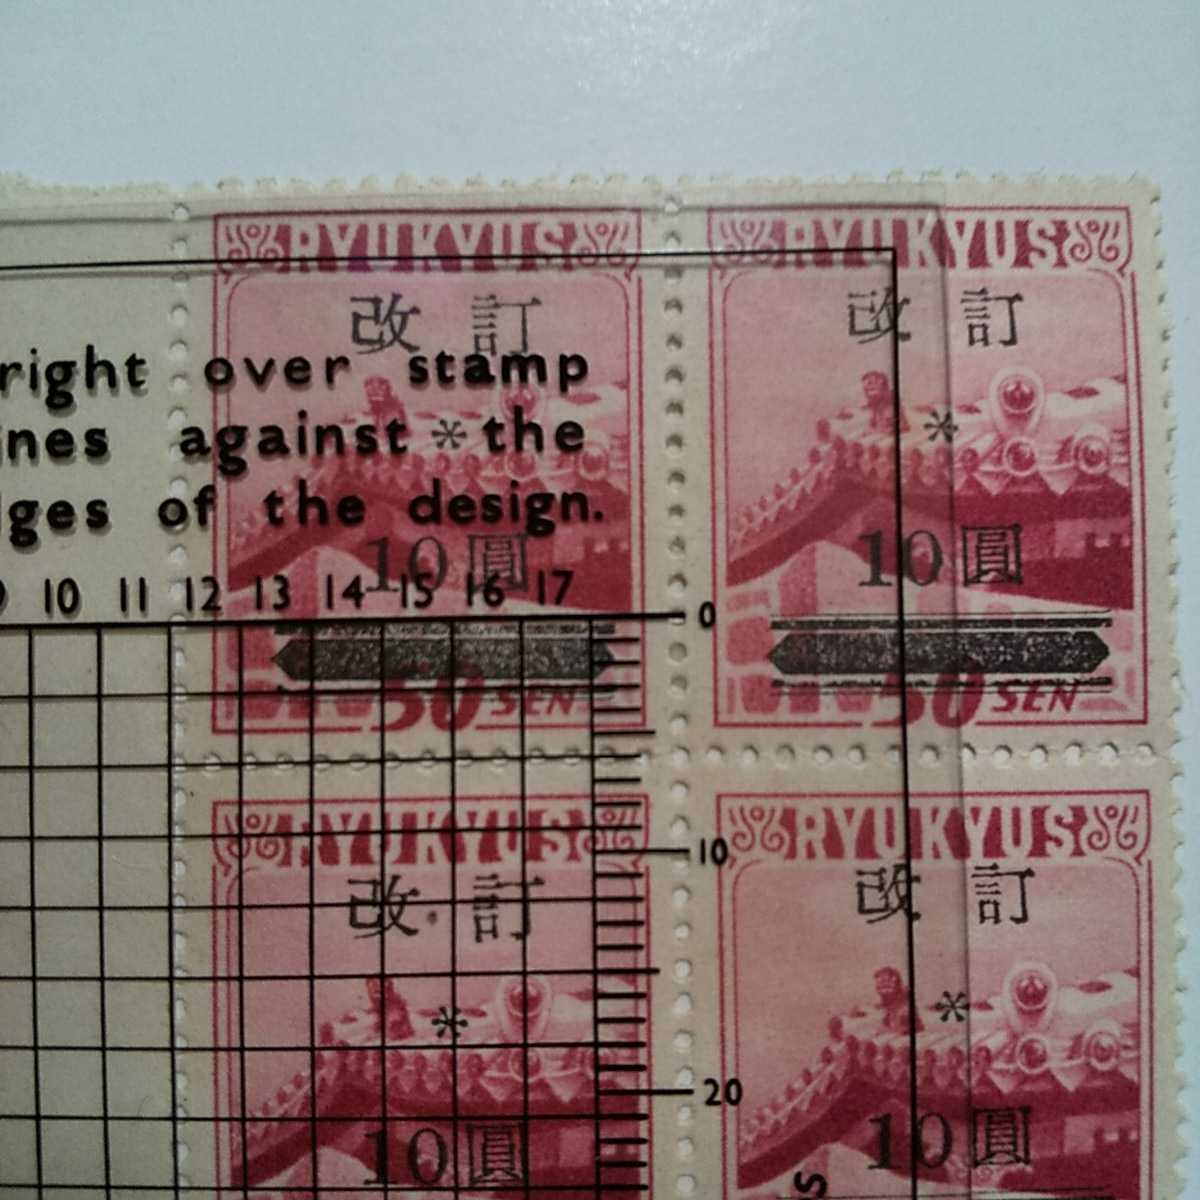 RYUKYUS RYUKYUS
改 訂 改 訂
right over stamp
against * the
of the design.
*
10圓 10圓
10 11 12 13 14 15 16 17
0
50 SEN 50 SEN
RYUKYUS RYUKYUS
10
改 訂 改 訂
* *
20
10圓 10圓
S